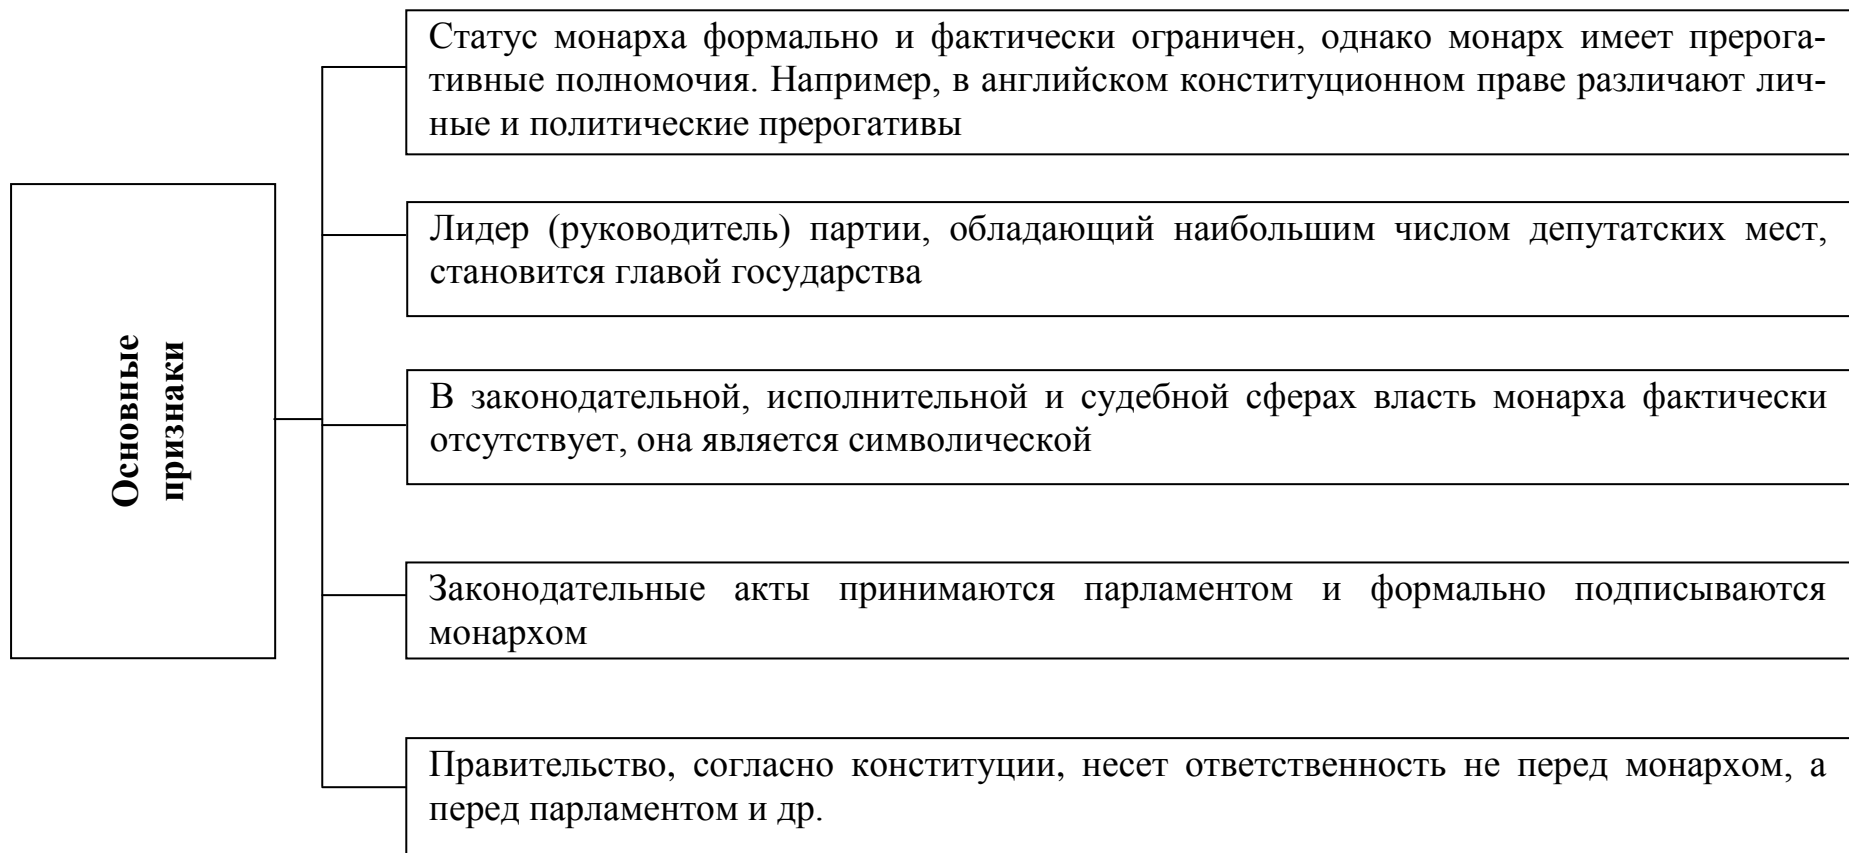 Основные
признаки
Статус монарха формально и фактически ограничен, однако монарх имеет прерога-
тивные полномочия. Например, в английском конституционном праве различают лич-
ные и политические прерогативы
Лидер (руководитель) партии, обладающий наибольшим числом депутатских мест,
становится главой государства
В законодательной, исполнительной и судебной сферах власть монарха фактически
отсутствует, она является символической
Законодательные акты принимаются парламентом и формально подписываются
монархом
Правительство, согласно конституции, несет ответственность не перед монархом, а
перед парламентом и др.